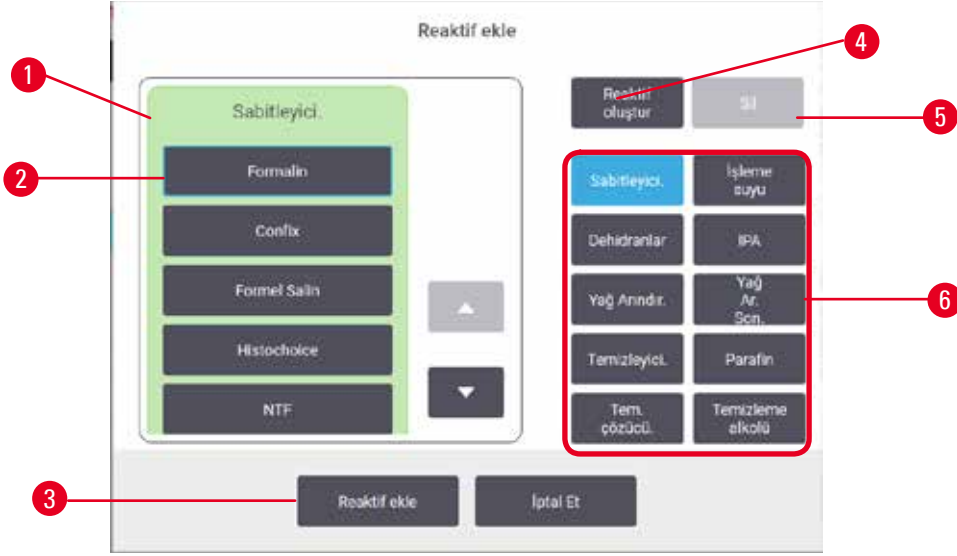 Reaktif ekle
1
Sabitleyici.
2
Formalin
Confix
Formel Salin
Histochoice
NTF
4
Reaktif
oluştur
Sil
5
Sabitleyici.
İşleme
suyu
Dehidranlar
IPA
Yağ Arındır.
Yağ
Ar.
Son.
6
Temizleyici.
Parafin
Tem.
çözücü.
Temizleme
alkolü
3
Reaktif ekle
İptal Et